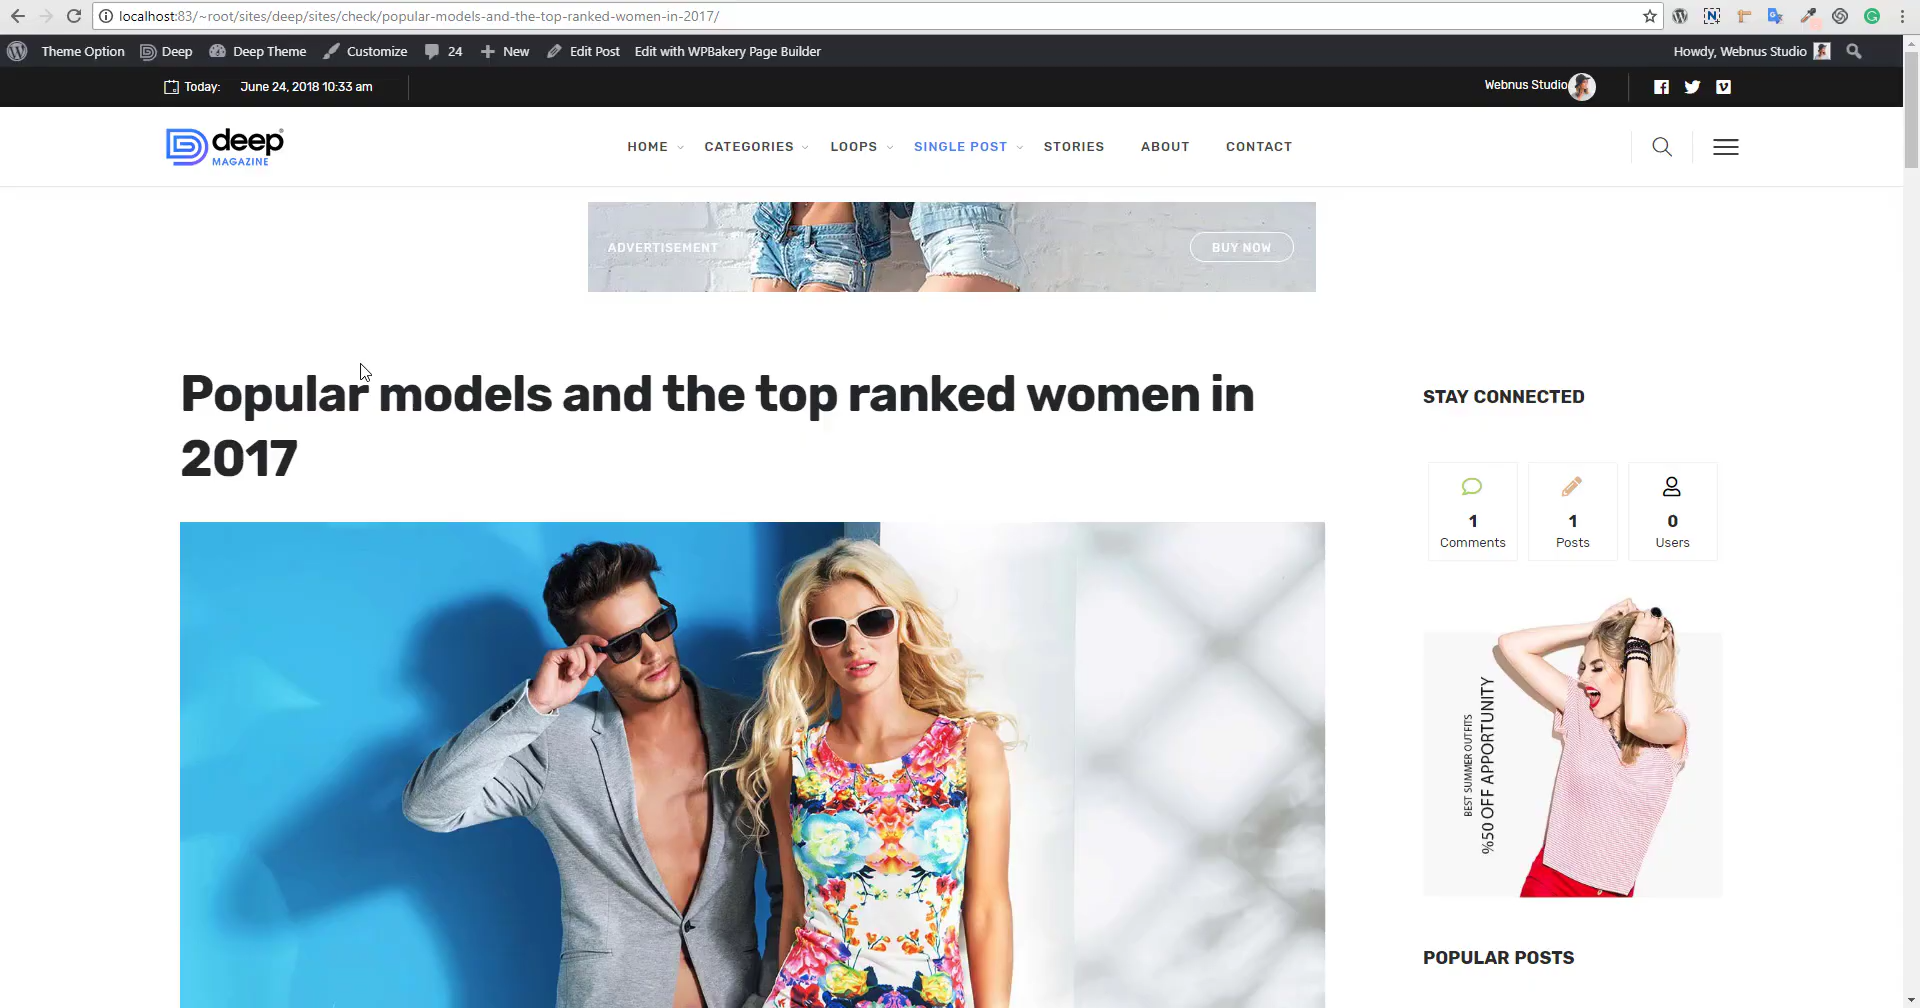 localhost:83/~root/sites/deep/sites/check/popular-models-and-the-top-ranked-women-in-2017/
Theme Option Deep Deep Theme Customize 24 New Edit Post Edit with WPBakery Page Builder Howdy, Webnus Studio
Today: June 24, 2018 10:33 am Webnus Studio
deep
MAGAZINE
HOME CATEGORIES LOOPS SINGLE POST STORIES ABOUT CONTACT
ADVERTISEMENT BUY NOW
Popular models and the top ranked women in
2017
STAY CONNECTED
1
Comments
1
Posts
0
Users
BEST SUMMER OUTFITS
%50 OFF APPORTUNITY
POPULAR POSTS